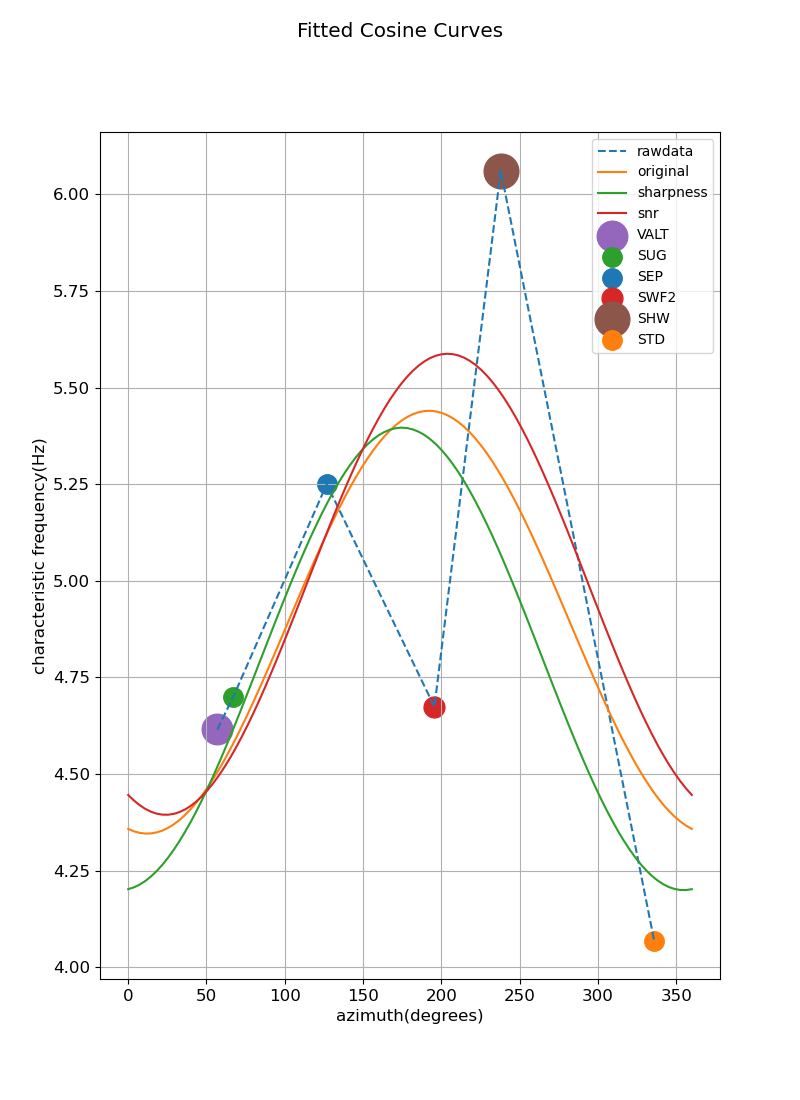 Fitted Cosine Curves
rawdata
original
sharpness
snr
VALT
SUG
SEP
SWF2
SHW
STD
characteristic frequency(Hz)
6.00
5.75
5.50
5.25
5.00
4.75
4.50
4.25
4.00
0 50 100 150 200 250 300 350
azimuth(degrees)